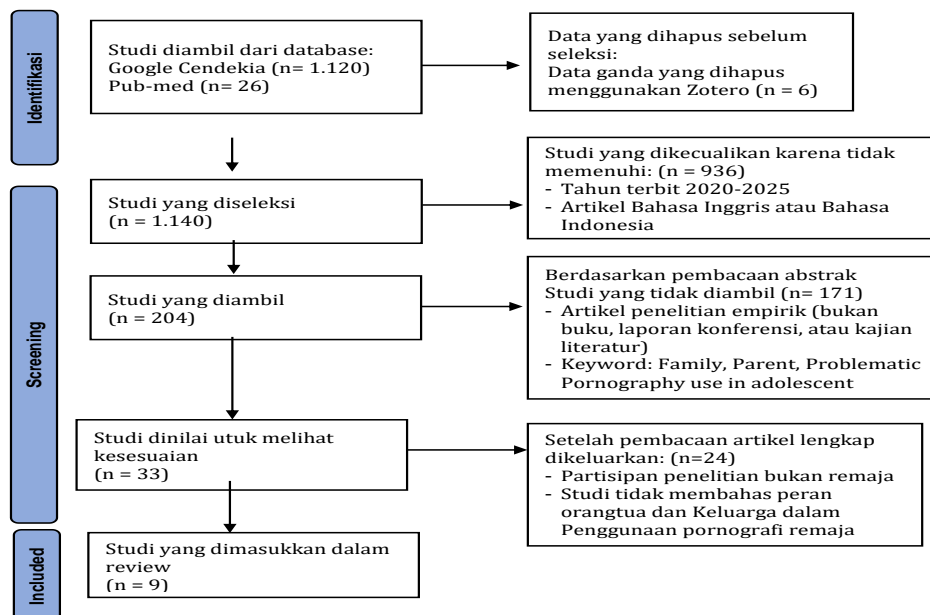 Identifikasi
Studi diambil dari database:
Google Cendekia (n= 1.120)
Pub-med (n= 26)
Data yang dihapus sebelum
seleksi:
Data ganda yang dihapus
menggunakan Zotero (n = 6)
Screening
Studi yang diseleksi
(n = 1.140)
Studi yang dikecualikan karena tidak
memenuhi: (n = 936)
- Tahun terbit 2020-2025
- Artikel Bahasa Inggris atau Bahasa
Indonesia
Studi yang diambil
(n = 204)
Berdasarkan pembacaan abstrak
Studi yang tidak diambil (n= 171)
- Artikel penelitian empirik (bukan
buku, laporan konferensi, atau kajian
literatur)
- Keyword: Family, Parent, Problematic
Pornography use in adolescent
Studi dinilai utuk melihat
kesesuaian
(n = 33)
Setelah pembacaan artikel lengkap
dikeluarkan: (n=24)
- Partisipan penelitian bukan remaja
- Studi tidak membahas peran
orangtua dan Keluarga dalam
Penggunaan pornografi remaja
Included
Studi yang dimasukkan dalam
review
(n = 9)